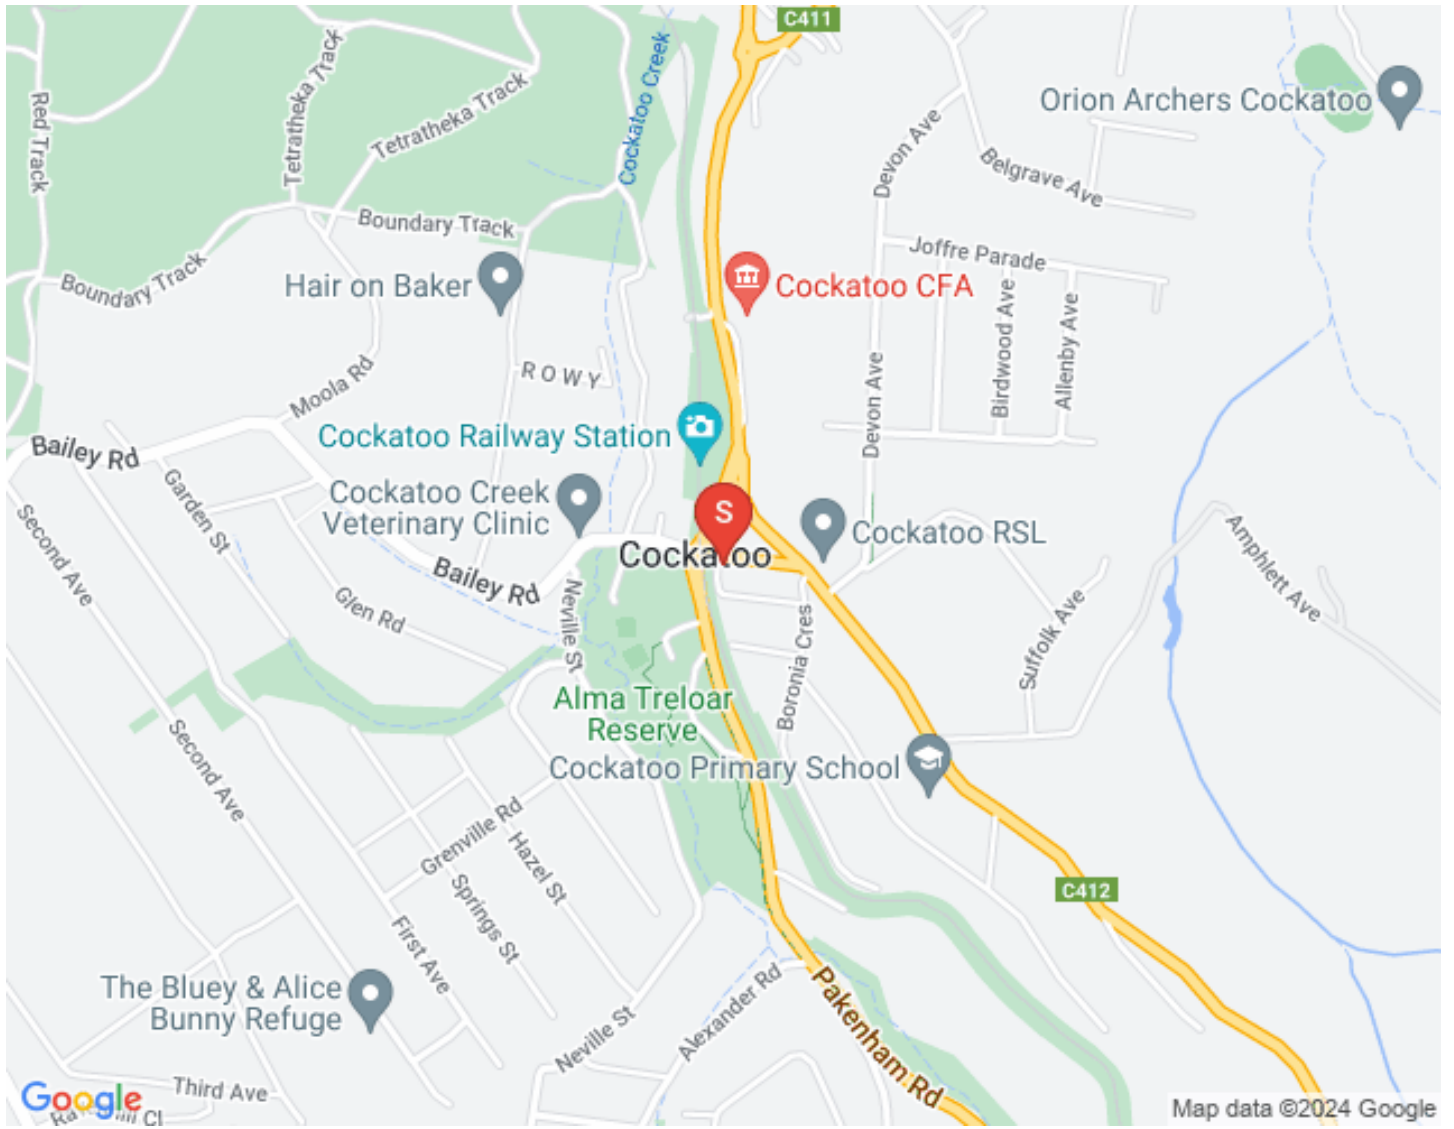 C411
Cockatoo Creek
Red Track
Tetratheka Track
Tetratheka Track
Orion Archers Cockatoo
Devon Ave
Belgrave Ave
Boundary Track
Boundary Track
Joffre Parade
Hair on Baker
Cockatoo CFA
Birdwood Ave
Allenby Ave
Moola Rd
R O W Y
Devon Ave
Bailey Rd
Cockatoo Railway Station
Garden St
Second Ave
Cockatoo Creek
Veterinary Clinic
S
Cockatoo RSL
Cockatoo
Bailey Rd
Amphlett Ave
Glen Rd
Neville St
Suffolk Ave
Boronia Cres
Alma Treloar
Reserve
Second Ave
Cockatoo Primary School
Grenville Rd
Hazel St
Springs St
C412
First Ave
The Bluey & Alice
Bunny Refuge
Alexander Rd
Pakenham Rd
Neville St
Third Ave
Google
Map data ©2024 Google